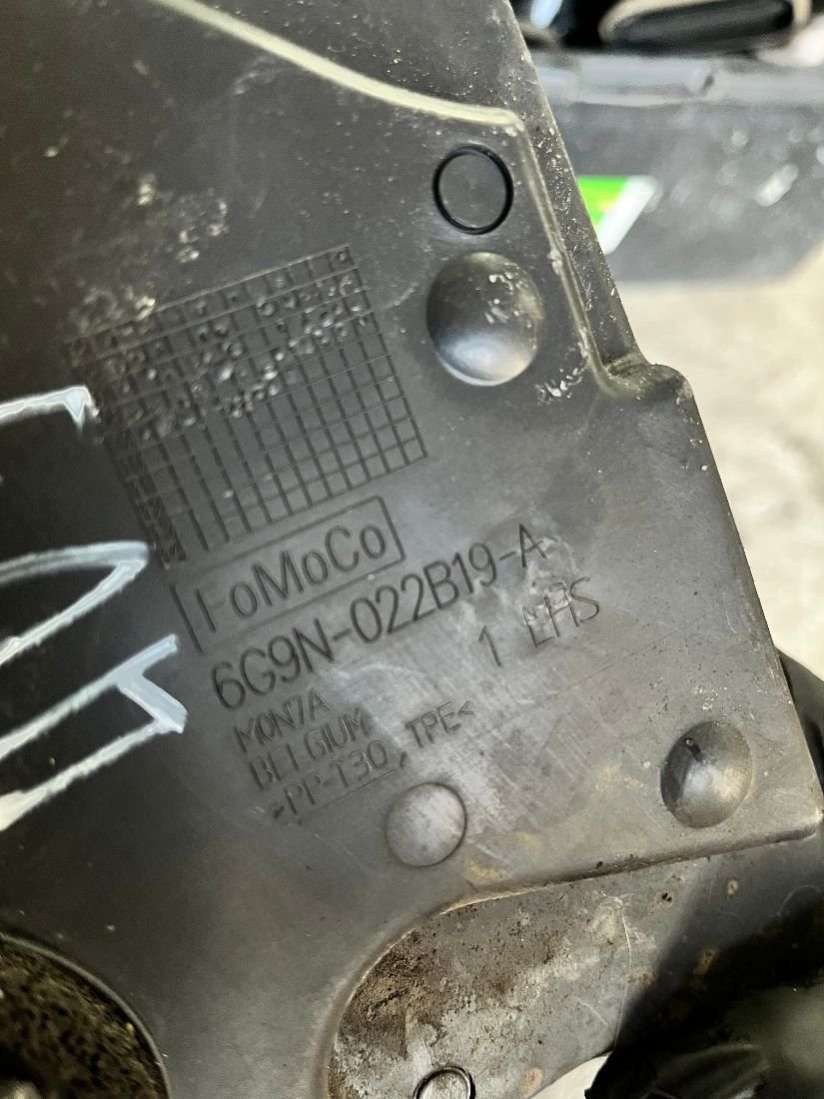 FoMoCo
6G9N-022B19-A
1 LHS
MONZA
BELGIUM
>PP-T30, TPE<